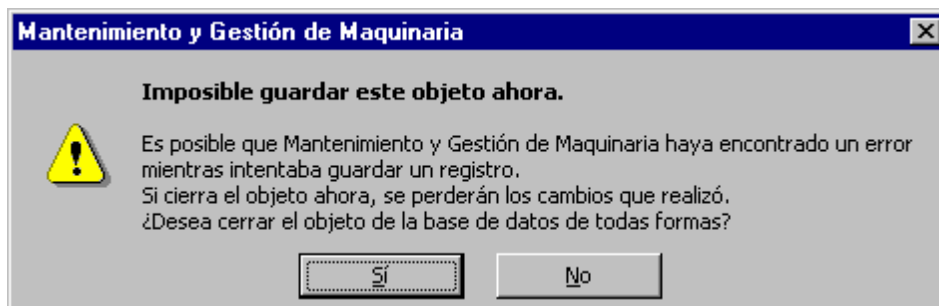 Mantenimiento y Gestión de Maquinaria
Imposible guardar este objeto ahora.
Es posible que Mantenimiento y Gestión de Maquinaria haya encontrado un error
mientras intentaba guardar un registro.
Si cierra el objeto ahora, se perderán los cambios que realizó.
¿Desea cerrar el objeto de la base de datos de todas formas?
Sí
No